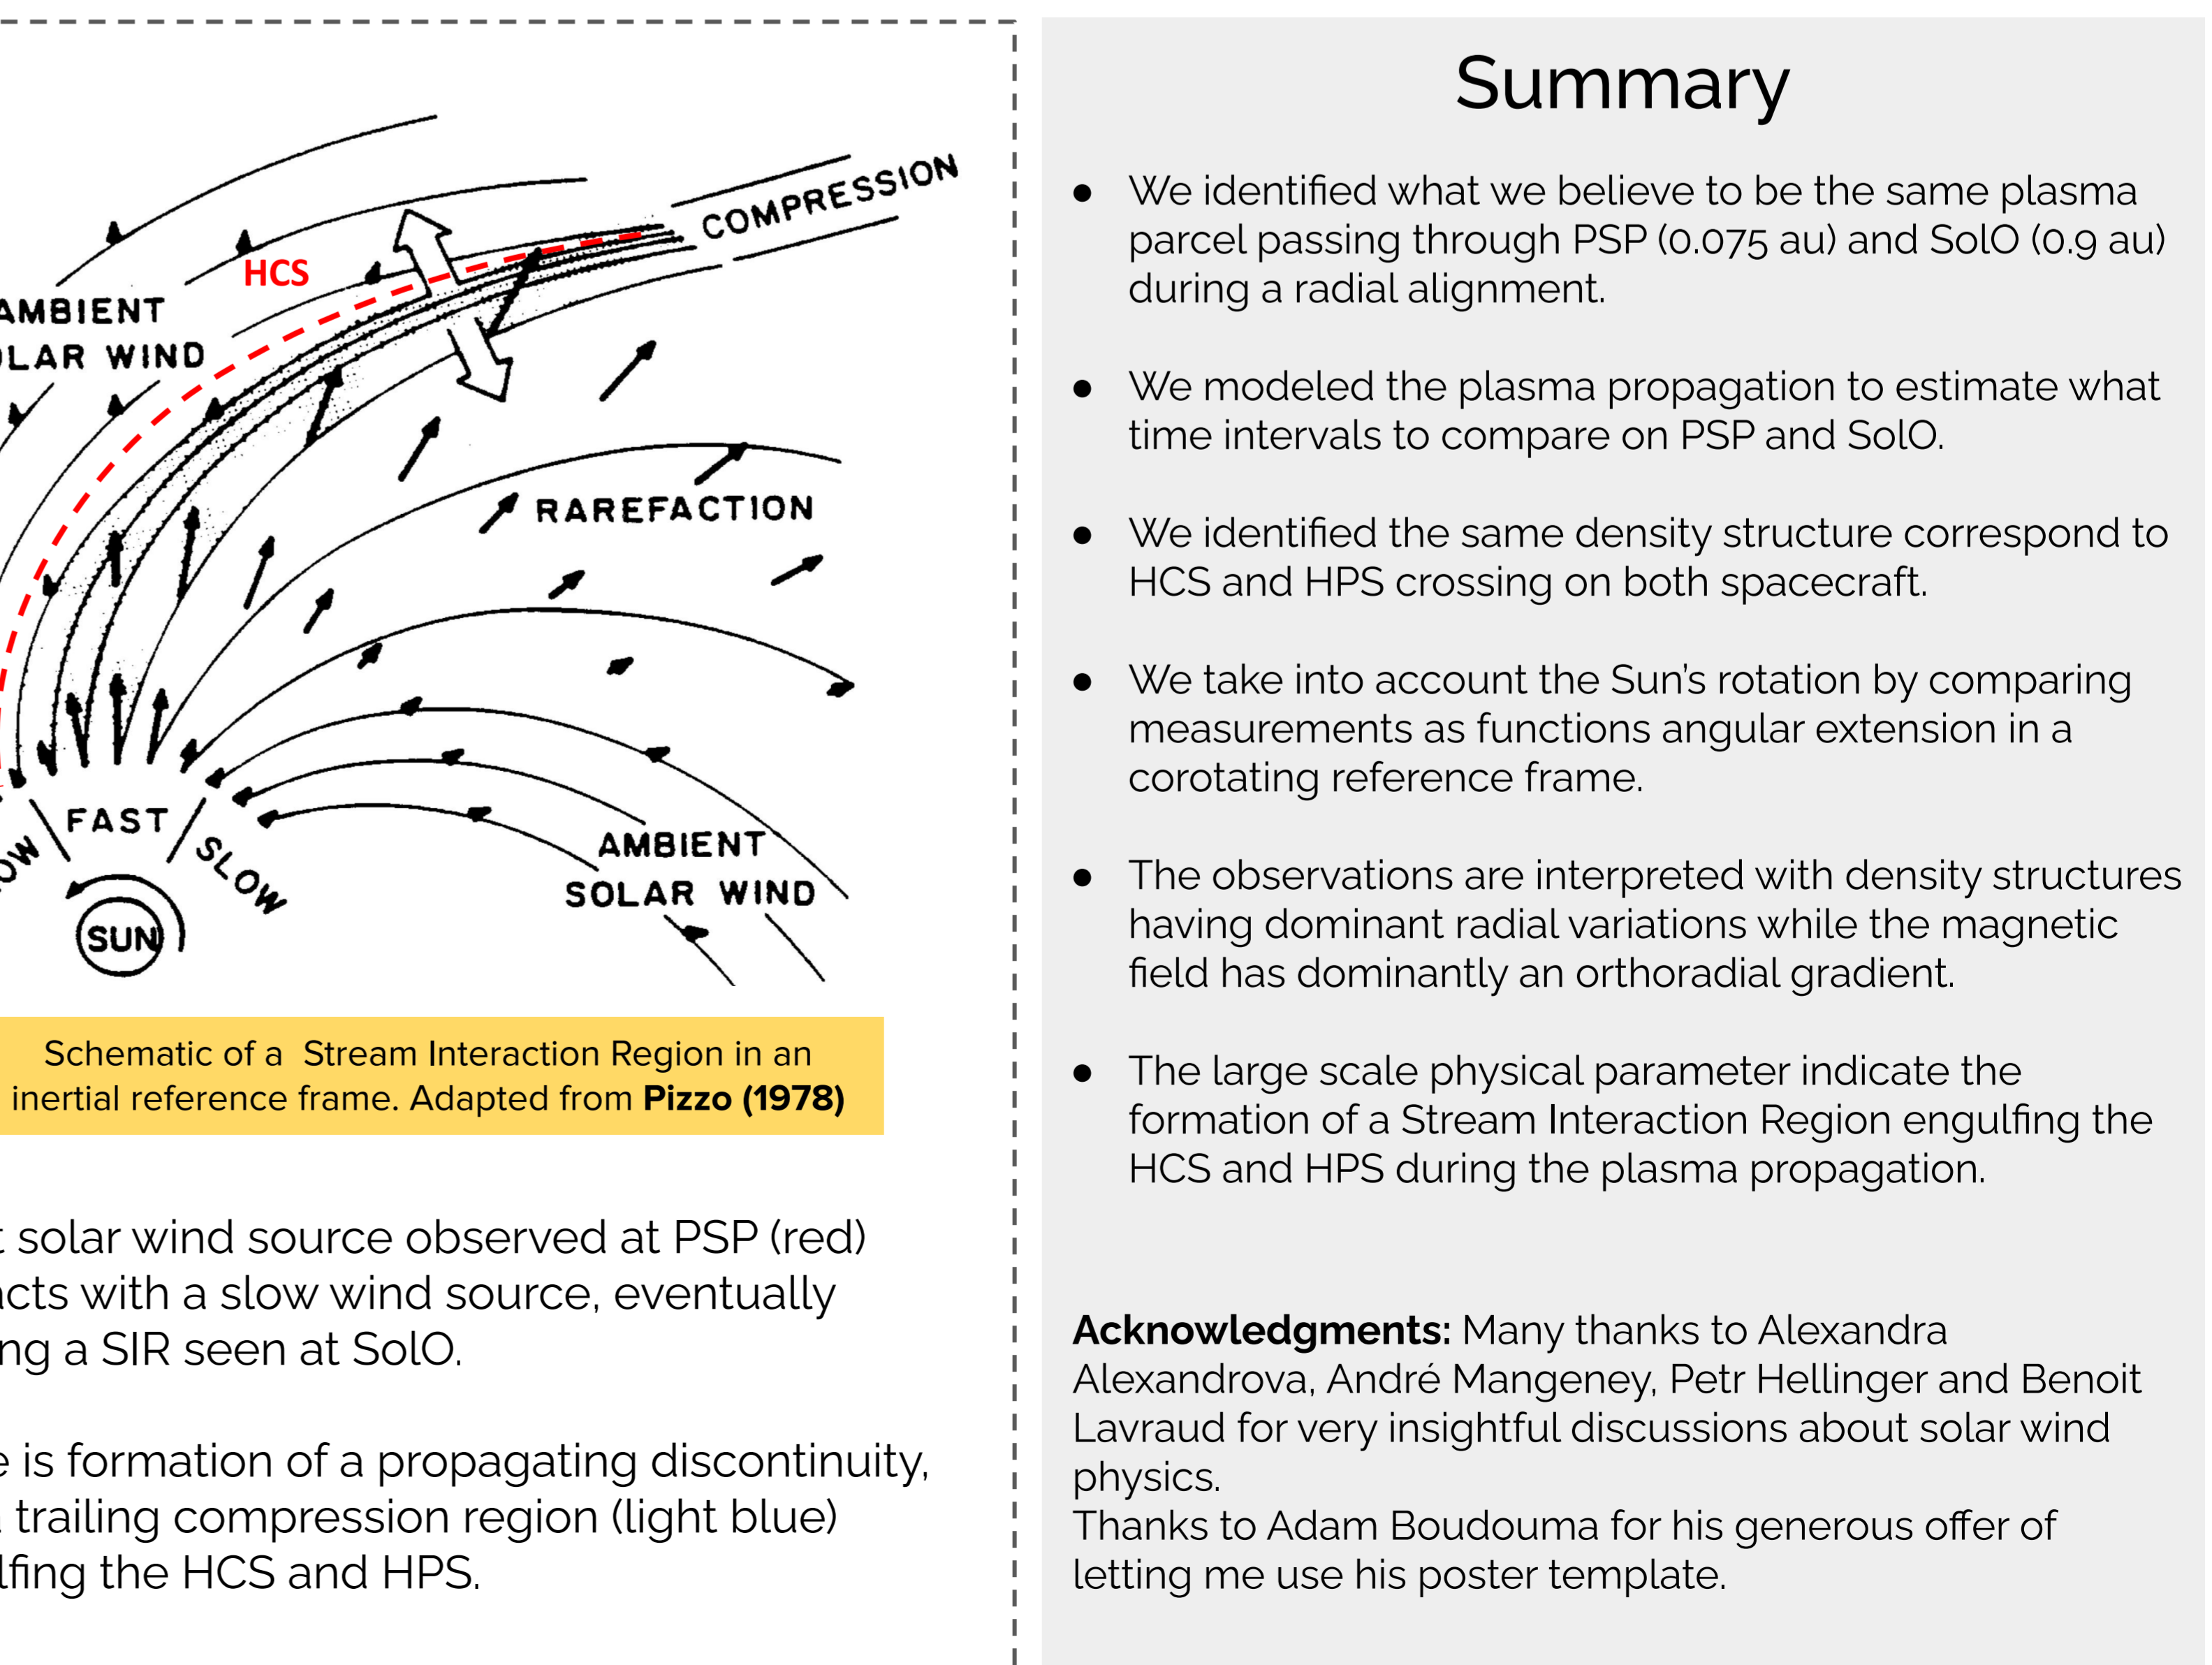 COMPRESSION
HCS
AMBIENT
LAR WIND
RAREFACTION
FAST
SLOW
SUN
AMBIENT
SOLAR WIND
Schematic of a Stream Interaction Region in an
inertial reference frame. Adapted from Pizzo (1978)
solar wind source observed at PSP (red)
acts with a slow wind source, eventually
ng a SIR seen at SolO.
e is formation of a propagating discontinuity,
trailing compression region (light blue)
lfing the HCS and HPS.
Summary
● We identified what we believe to be the same plasma
parcel passing through PSP (0.075 au) and SolO (0.9 au)
during a radial alignment.
● We modeled the plasma propagation to estimate what
time intervals to compare on PSP and SolO.
● We identified the same density structure correspond to
HCS and HPS crossing on both spacecraft.
● We take into account the Sun's rotation by comparing
measurements as functions angular extension in a
corotating reference frame.
● The observations are interpreted with density structures
having dominant radial variations while the magnetic
field has dominantly an orthoradial gradient.
● The large scale physical parameter indicate the
formation of a Stream Interaction Region engulfing the
HCS and HPS during the plasma propagation.
Acknowledgments: Many thanks to Alexandra
Alexandrova, André Mangeney, Petr Hellinger and Benoit
Lavraud for very insightful discussions about solar wind
physics.
Thanks to Adam Boudouma for his generous offer of
letting me use his poster template.